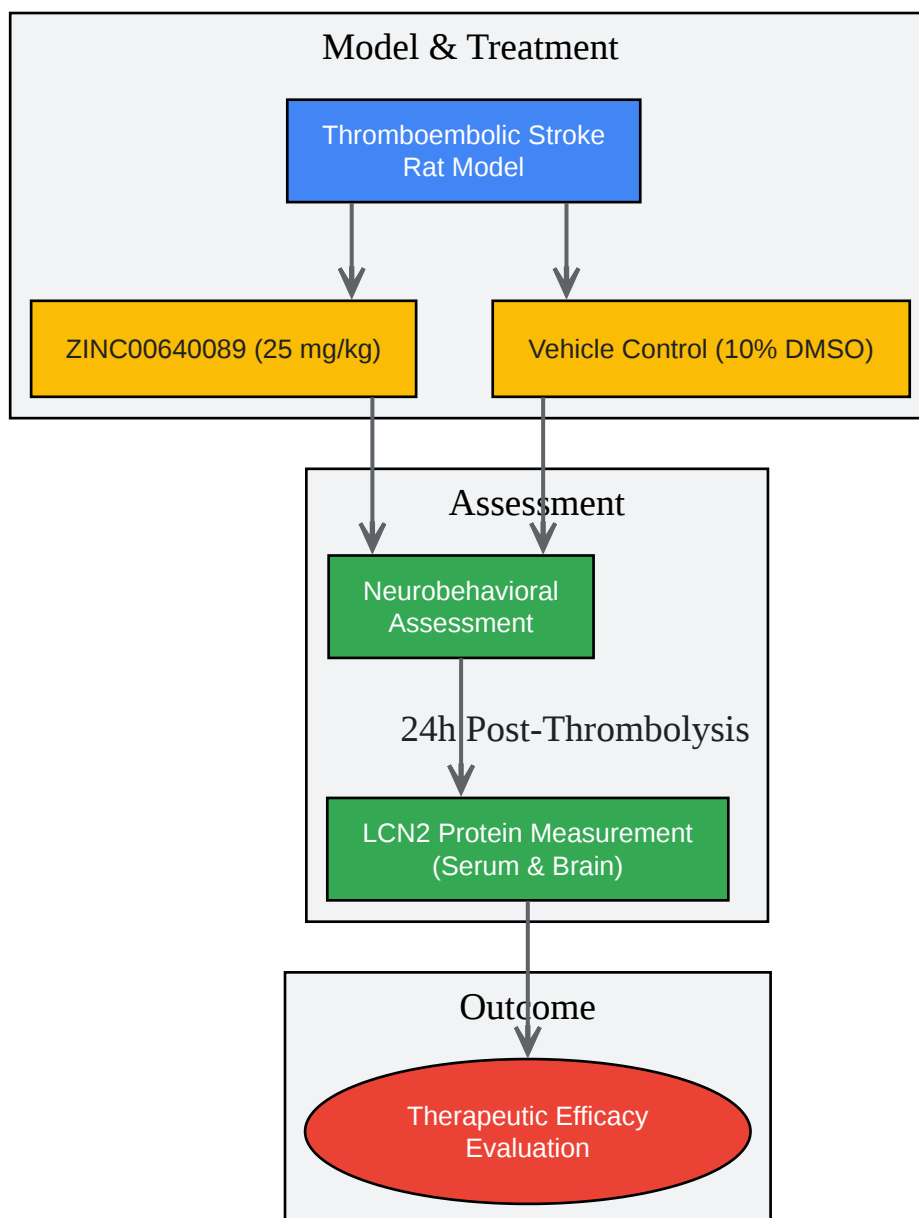 Model & Treatment
Thromboembolic Stroke
Rat Model
ZINC00640089 (25 mg/kg)
Vehicle Control (10% DMSO)
Assessment
Neurobehavioral
Assessment
24h Post-Thrombolysis
LCN2 Protein Measurement
(Serum & Brain)
Outcome
Therapeutic Efficacy
Evaluation